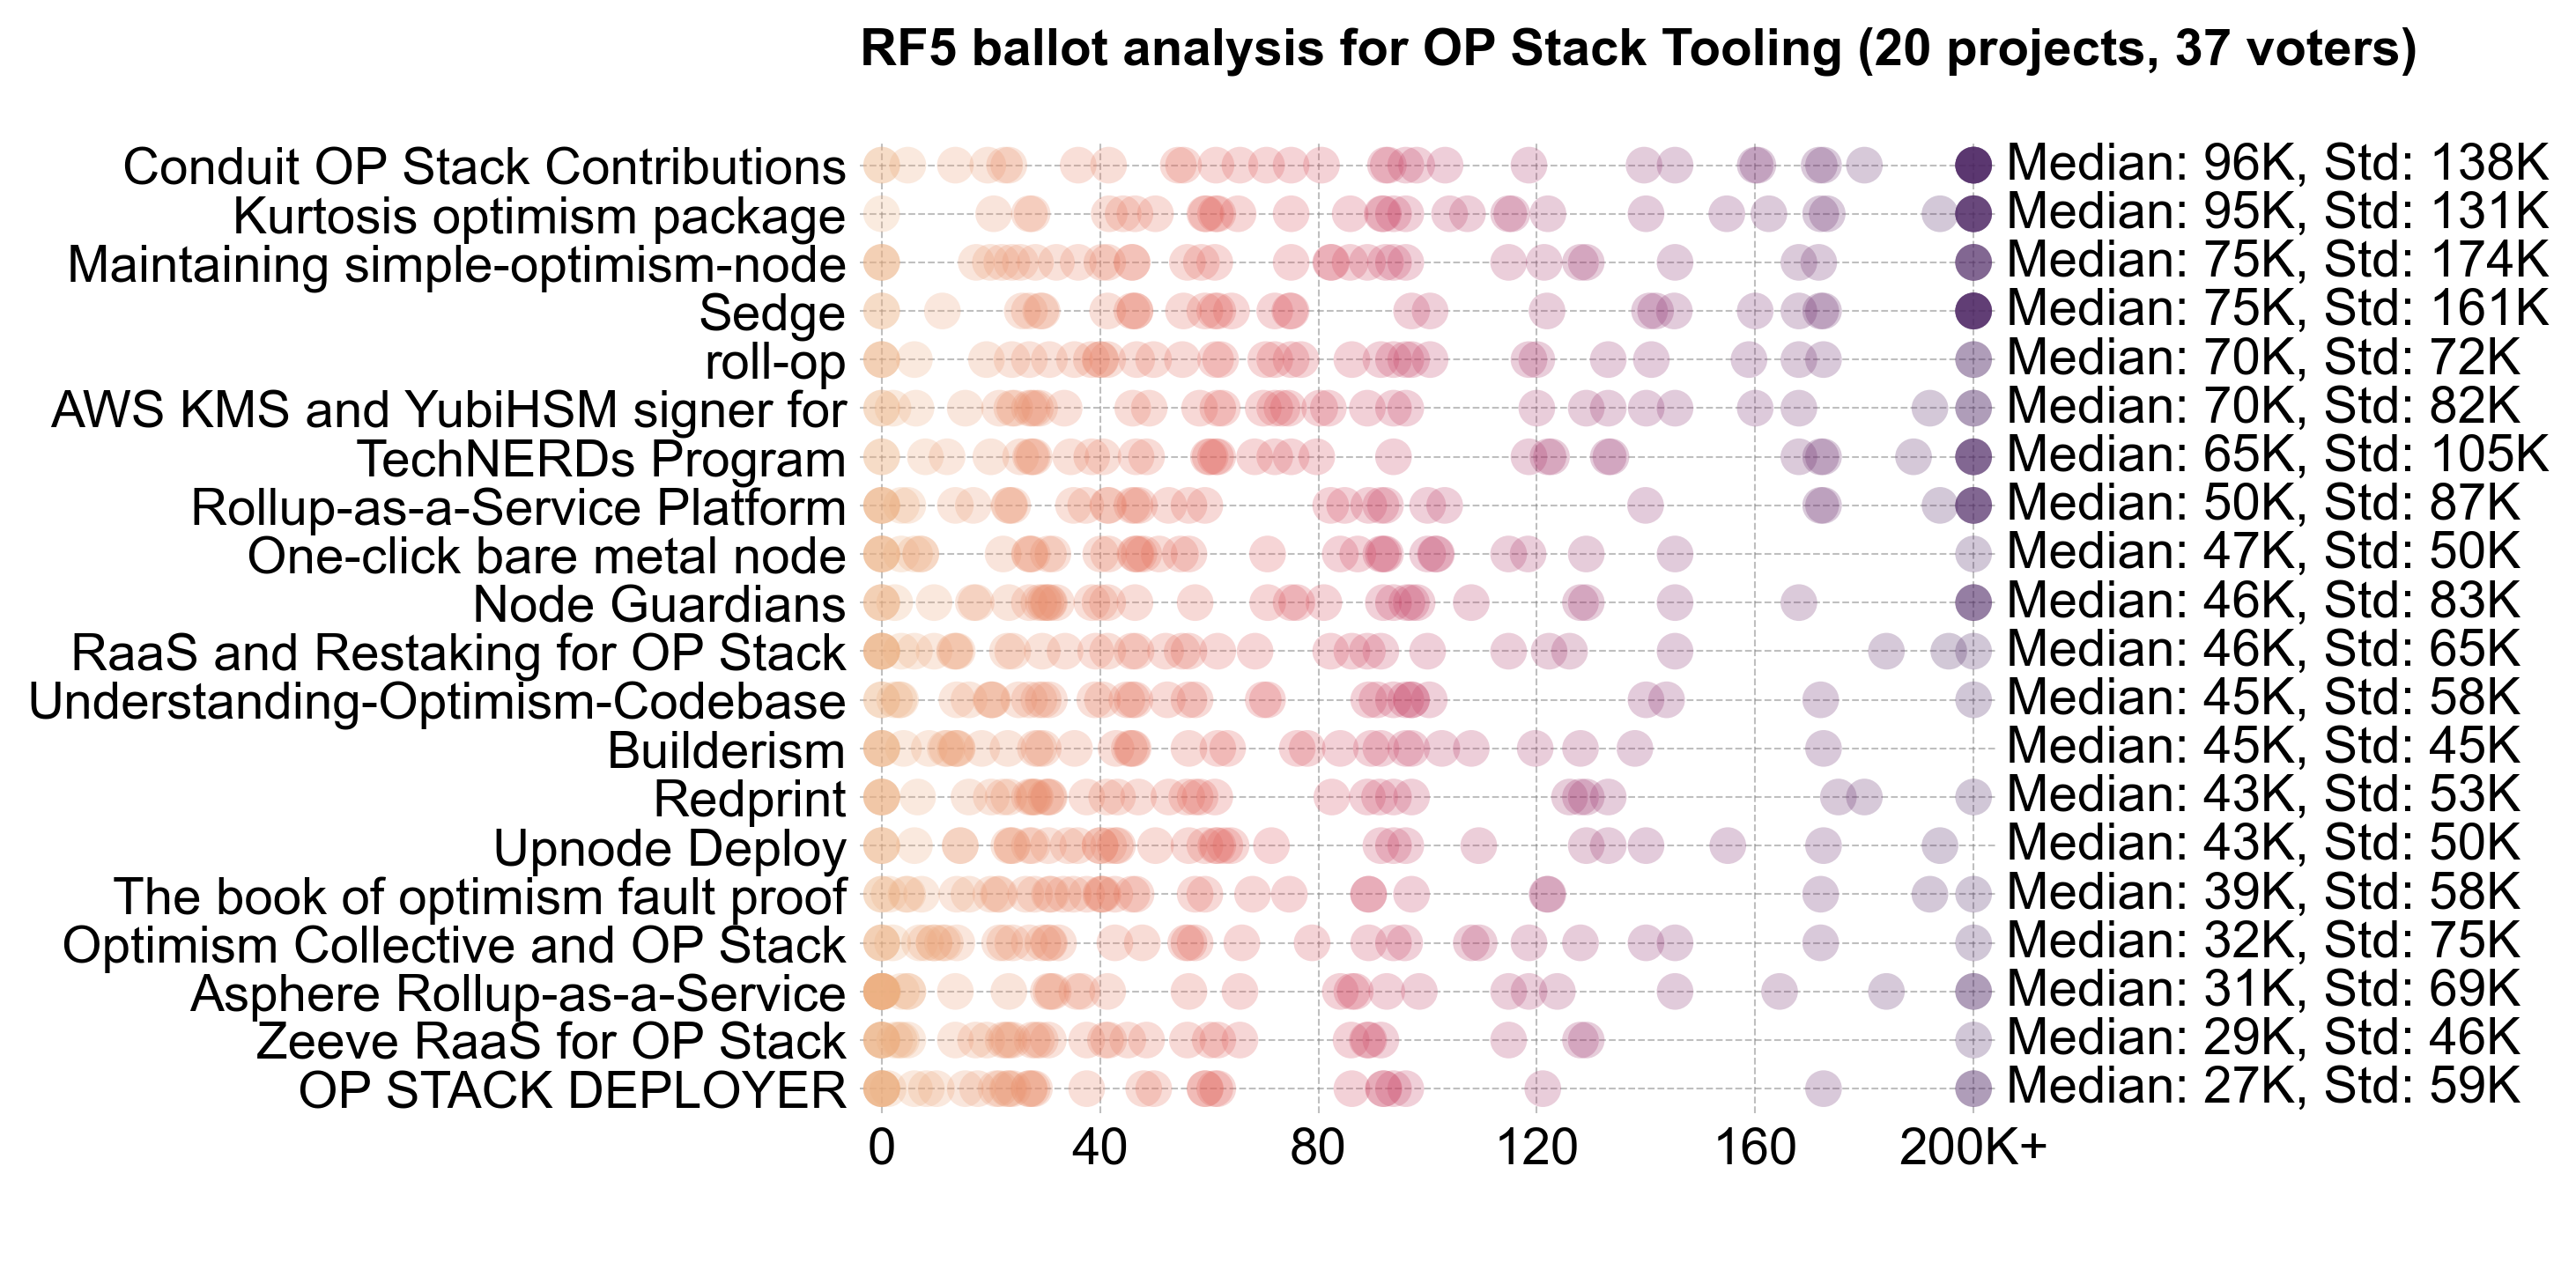 RF5 ballot analysis for OP Stack Tooling (20 projects, 37 voters)
Conduit OP Stack Contributions Median: 96K, Std: 138K
Kurtosis optimism package Median: 95K, Std: 131K
Maintaining simple-optimism-node Median: 75K, Std: 174K
Sedge Median: 75K, Std: 161K
roll-op Median: 70K, Std: 72K
AWS KMS and YubiHSM signer for Median: 70K, Std: 82K
TechNERDs Program Median: 65K, Std: 105K
Rollup-as-a-Service Platform Median: 50K, Std: 87K
One-click bare metal node Median: 47K, Std: 50K
Node Guardians Median: 46K, Std: 83K
RaaS and Restaking for OP Stack Median: 46K, Std: 65K
Understanding-Optimism-Codebase Median: 45K, Std: 58K
Builderism Median: 45K, Std: 45K
Redprint Median: 43K, Std: 53K
Upnode Deploy Median: 43K, Std: 50K
The book of optimism fault proof Median: 39K, Std: 58K
Optimism Collective and OP Stack Median: 32K, Std: 75K
Asphere Rollup-as-a-Service Median: 31K, Std: 69K
Zeeve RaaS for OP Stack Median: 29K, Std: 46K
OP STACK DEPLOYER Median: 27K, Std: 59K
0 40 80 120 160 200K+